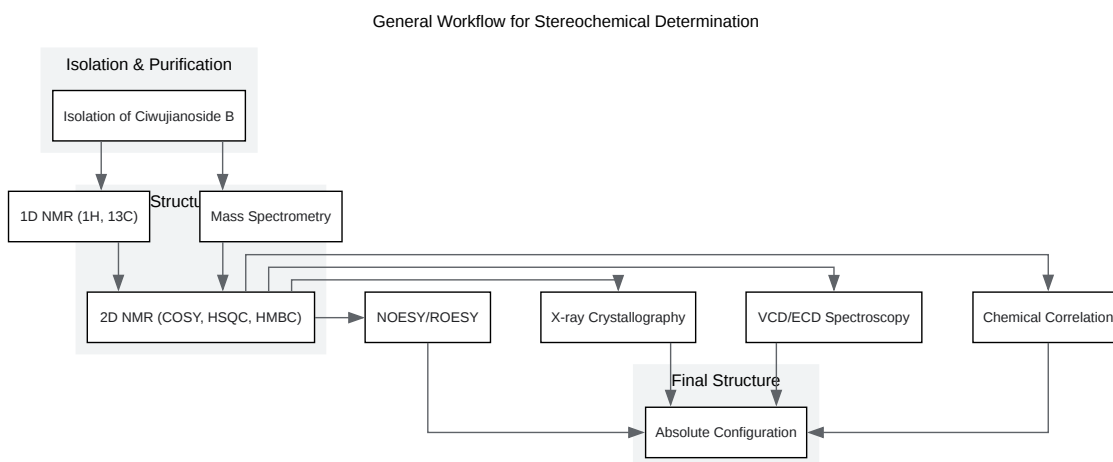 General Workflow for Stereochemical Determination
Isolation & Purification
Isolation of Ciwujianoside B
Structu
1D NMR (1H, 13C)
Mass Spectrometry
2D NMR (COSY, HSQC, HMBC)
NOESY/ROESY
X-ray Crystallography
VCD/ECD Spectroscopy
Chemical Correlation
Final Structure
Absolute Configuration